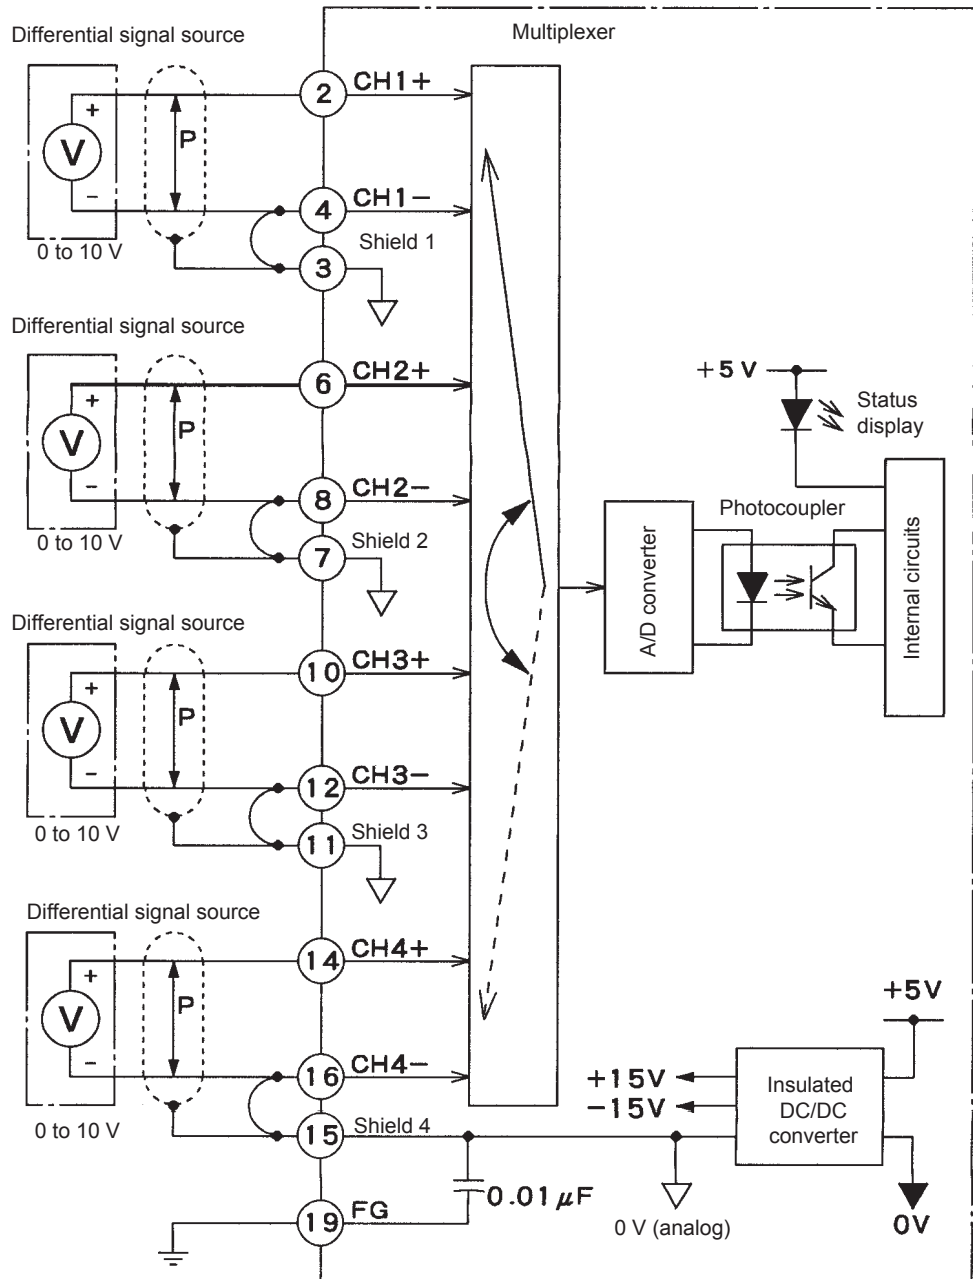 Differential signal source
Multiplexer
2
CH1+
+
V
P
−
4
CH1−
Shield 1
0 to 10 V
3
Differential signal source
6
CH2+
+
V
P
−
8
CH2−
Shield 2
0 to 10 V
7
+5 V
Status
display
Photocoupler
A/D converter
Internal circuits
Differential signal source
10
CH3+
+
V
P
−
12
CH3−
Shield 3
0 to 10 V
11
Differential signal source
14
CH4+
+
V
P
−
16
CH4−
Shield 4
0 to 10 V
15
+5V
+15V
−15V
Insulated
DC/DC
converter
0.01 µF
0 V (analog)
0V
19
FG